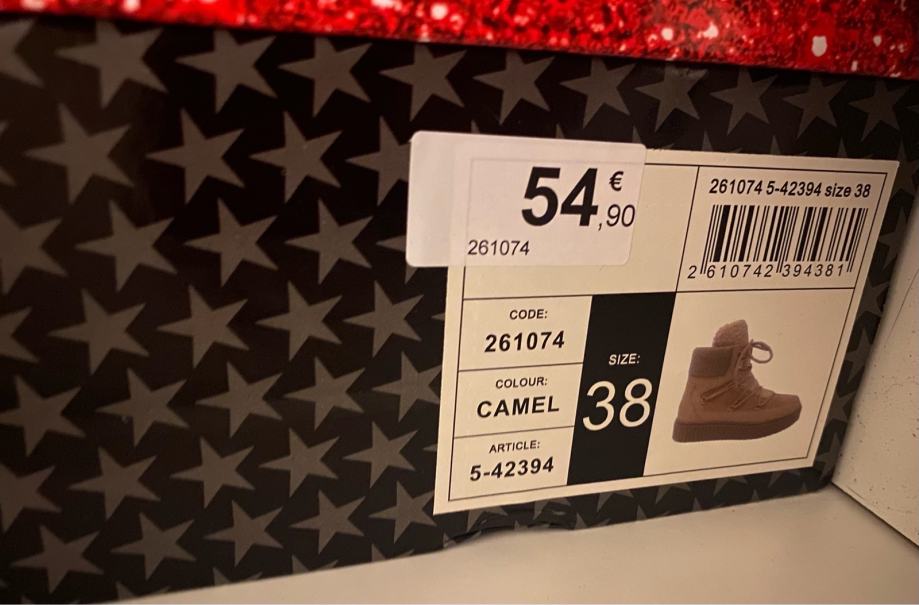 54,90 €
261074
261074 5-42394 size 38
2 610742 394381
CODE:
261074
COLOUR:
CAMEL
ARTICLE:
5-42394
SIZE:
38